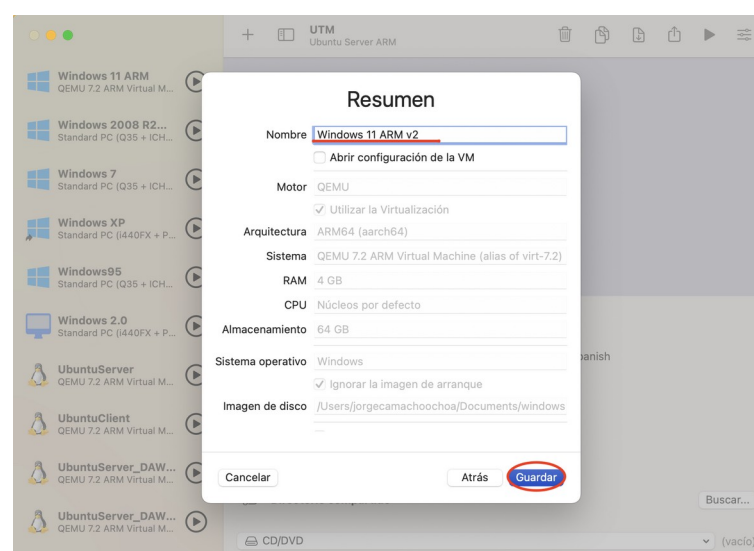 UTM
Ubuntu Server ARM
Windows 11 ARM
QEMU 7.2 ARM Virtual M...
Windows 2008 R2...
Standard PC (Q35 + ICH...
Windows 7
Standard PC (Q35 + ICH...
Windows XP
Standard PC (i440FX + P...
Windows95
Standard PC (Q35 + ICH...
Windows 2.0
Standard PC (i440FX + P...
UbuntuServer
QEMU 7.2 ARM Virtual M...
UbuntuClient
QEMU 7.2 ARM Virtual M...
UbuntuServer_DAW...
QEMU 7.2 ARM Virtual M...
UbuntuServer_DAW...
QEMU 7.2 ARM Virtual M...
Resumen
Nombre Windows 11 ARM v2
Abrir configuración de la VM
Motor QEMU
Utilizar la Virtualización
Arquitectura ARM64 (aarch64)
Sistema QEMU 7.2 ARM Virtual Machine (alias of virt-7.2)
RAM 4 GB
CPU Núcleos por defecto
Almacenamiento 64 GB
Sistema operativo Windows
Ignorar la imagen de arranque
Imagen de disco /Users/jorgecamachoochoa/Documents/windows
Cancelar Atrás Guardar
panish
Buscar...
CD/DVD (vacío)